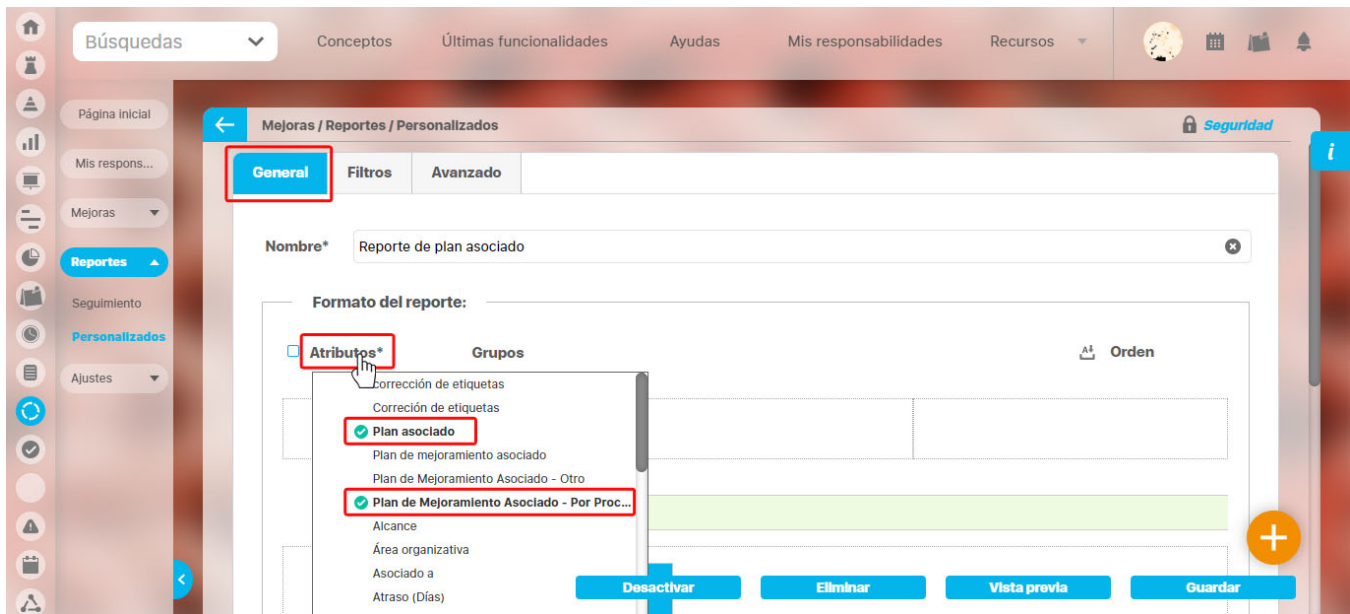 Búsquedas
Conceptos
Últimas funcionalidades
Ayudas
Mis responsabilidades
Recursos
Página inicial
Mis respons...
Mejoras
Reportes
Seguimiento
Personalizados
Ajustes
Mejoras / Reportes / Personalizados
Seguridad
i
General
Filtros
Avanzado
Nombre*
Reporte de plan asociado
Formato del reporte:
Atributos*
Grupos
Orden
corrección de etiquetas
Correción de etiquetas
Plan asociado
Plan de mejoramiento asociado
Plan de Mejoramiento Asociado - Otro
Plan de Mejoramiento Asociado - Por Proc...
Alcance
Área organizativa
Asociado a
Atraso (Días)
Desactivar
Eliminar
Vista previa
Guardar